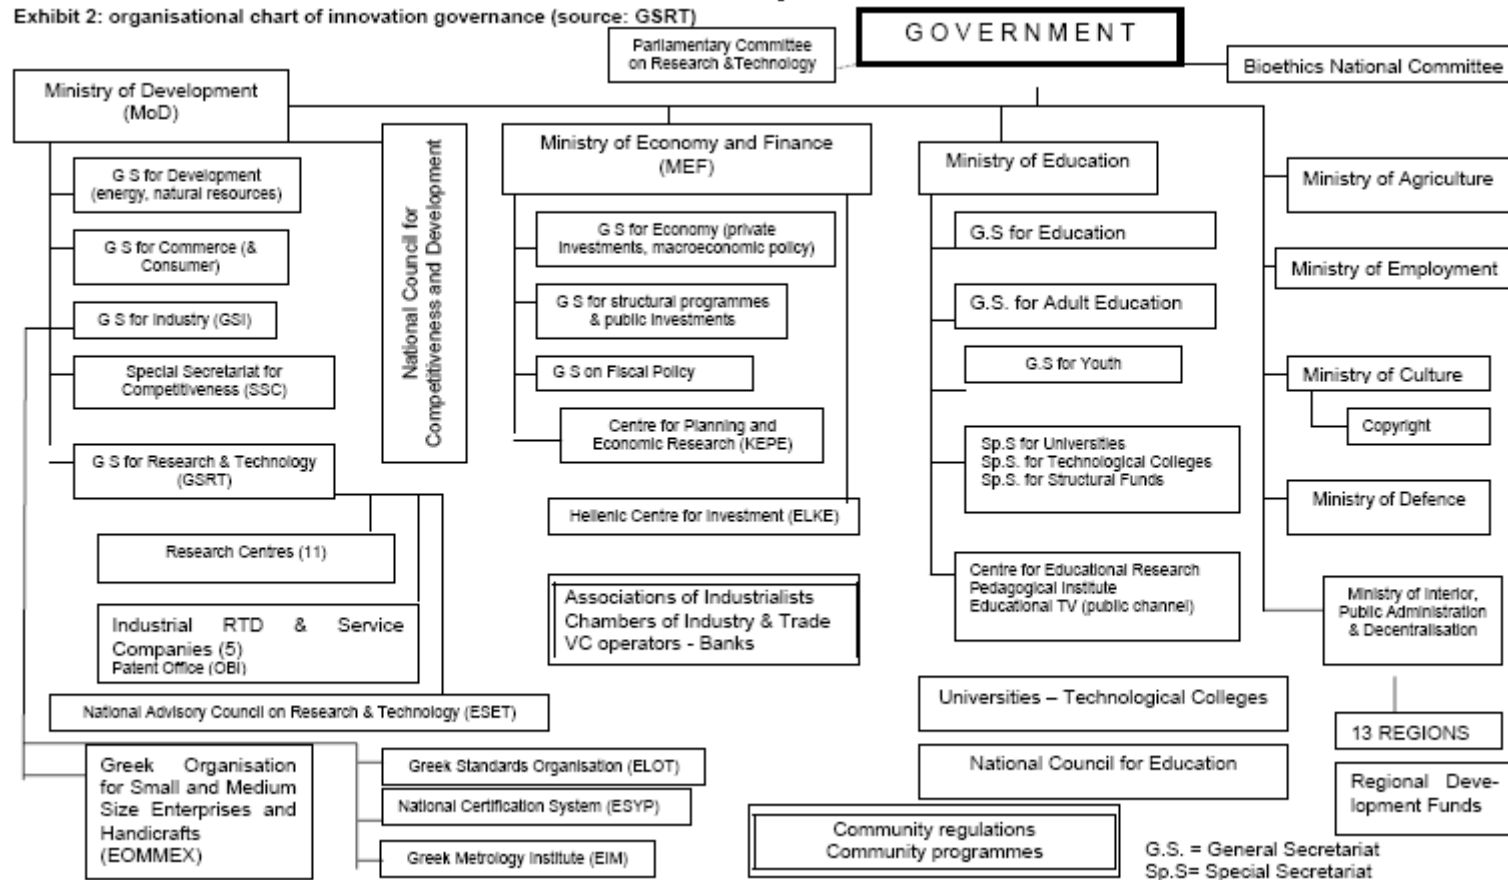 Exhibit 2: organisational chart of innovation governance (source: GSRT)
GOVERNMENT
Parliamentary Committee
on Research &Technology
Bioethics National Committee
Ministry of Development
(MoD)
G S for Development
(energy, natural resources)
G S for Commerce (&
Consumer)
G S for Industry (GSI)
Special Secretariat for
Competitiveness (SSC)
G S for Research & Technology
(GSRT)
Research Centres (11)
Industrial RTD & Service
Companies (5)
Patent Office (OBI)
National Advisory Council on Research & Technology (ESET)
Greek Organisation
for Small and Medium
Size Enterprises and
Handicrafts
(EOMMEX)
Greek Standards Organisation (ELOT)
National Certification System (ESYP)
Greek Metrology Institute (EIM)
National Council for
Competitiveness and Development
Ministry of Economy and Finance
(MEF)
G S for Economy (private
investments, macroeconomic policy)
G S for structural programmes
& public investments
G S on Fiscal Policy
Centre for Planning and
Economic Research (KEPE)
Hellenic Centre for Investment (ELKE)
Associations of Industrialists
Chambers of Industry & Trade
VC operators - Banks
Ministry of Education
G.S for Education
G.S. for Adult Education
G.S for Youth
Sp.S for Universities
Sp.S. for Technological Colleges
Sp.S. for Structural Funds
Centre for Educational Research
Pedagogical Institute
Educational TV (public channel)
Universities – Technological Colleges
National Council for Education
Community regulations
Community programmes
Ministry of Agriculture
Ministry of Employment
Ministry of Culture
Copyright
Ministry of Defence
Ministry of Interior,
Public Administration
& Decentralisation
13 REGIONS
Regional Deve-
lopment Funds
G.S. = General Secretariat
Sp.S= Special Secretariat